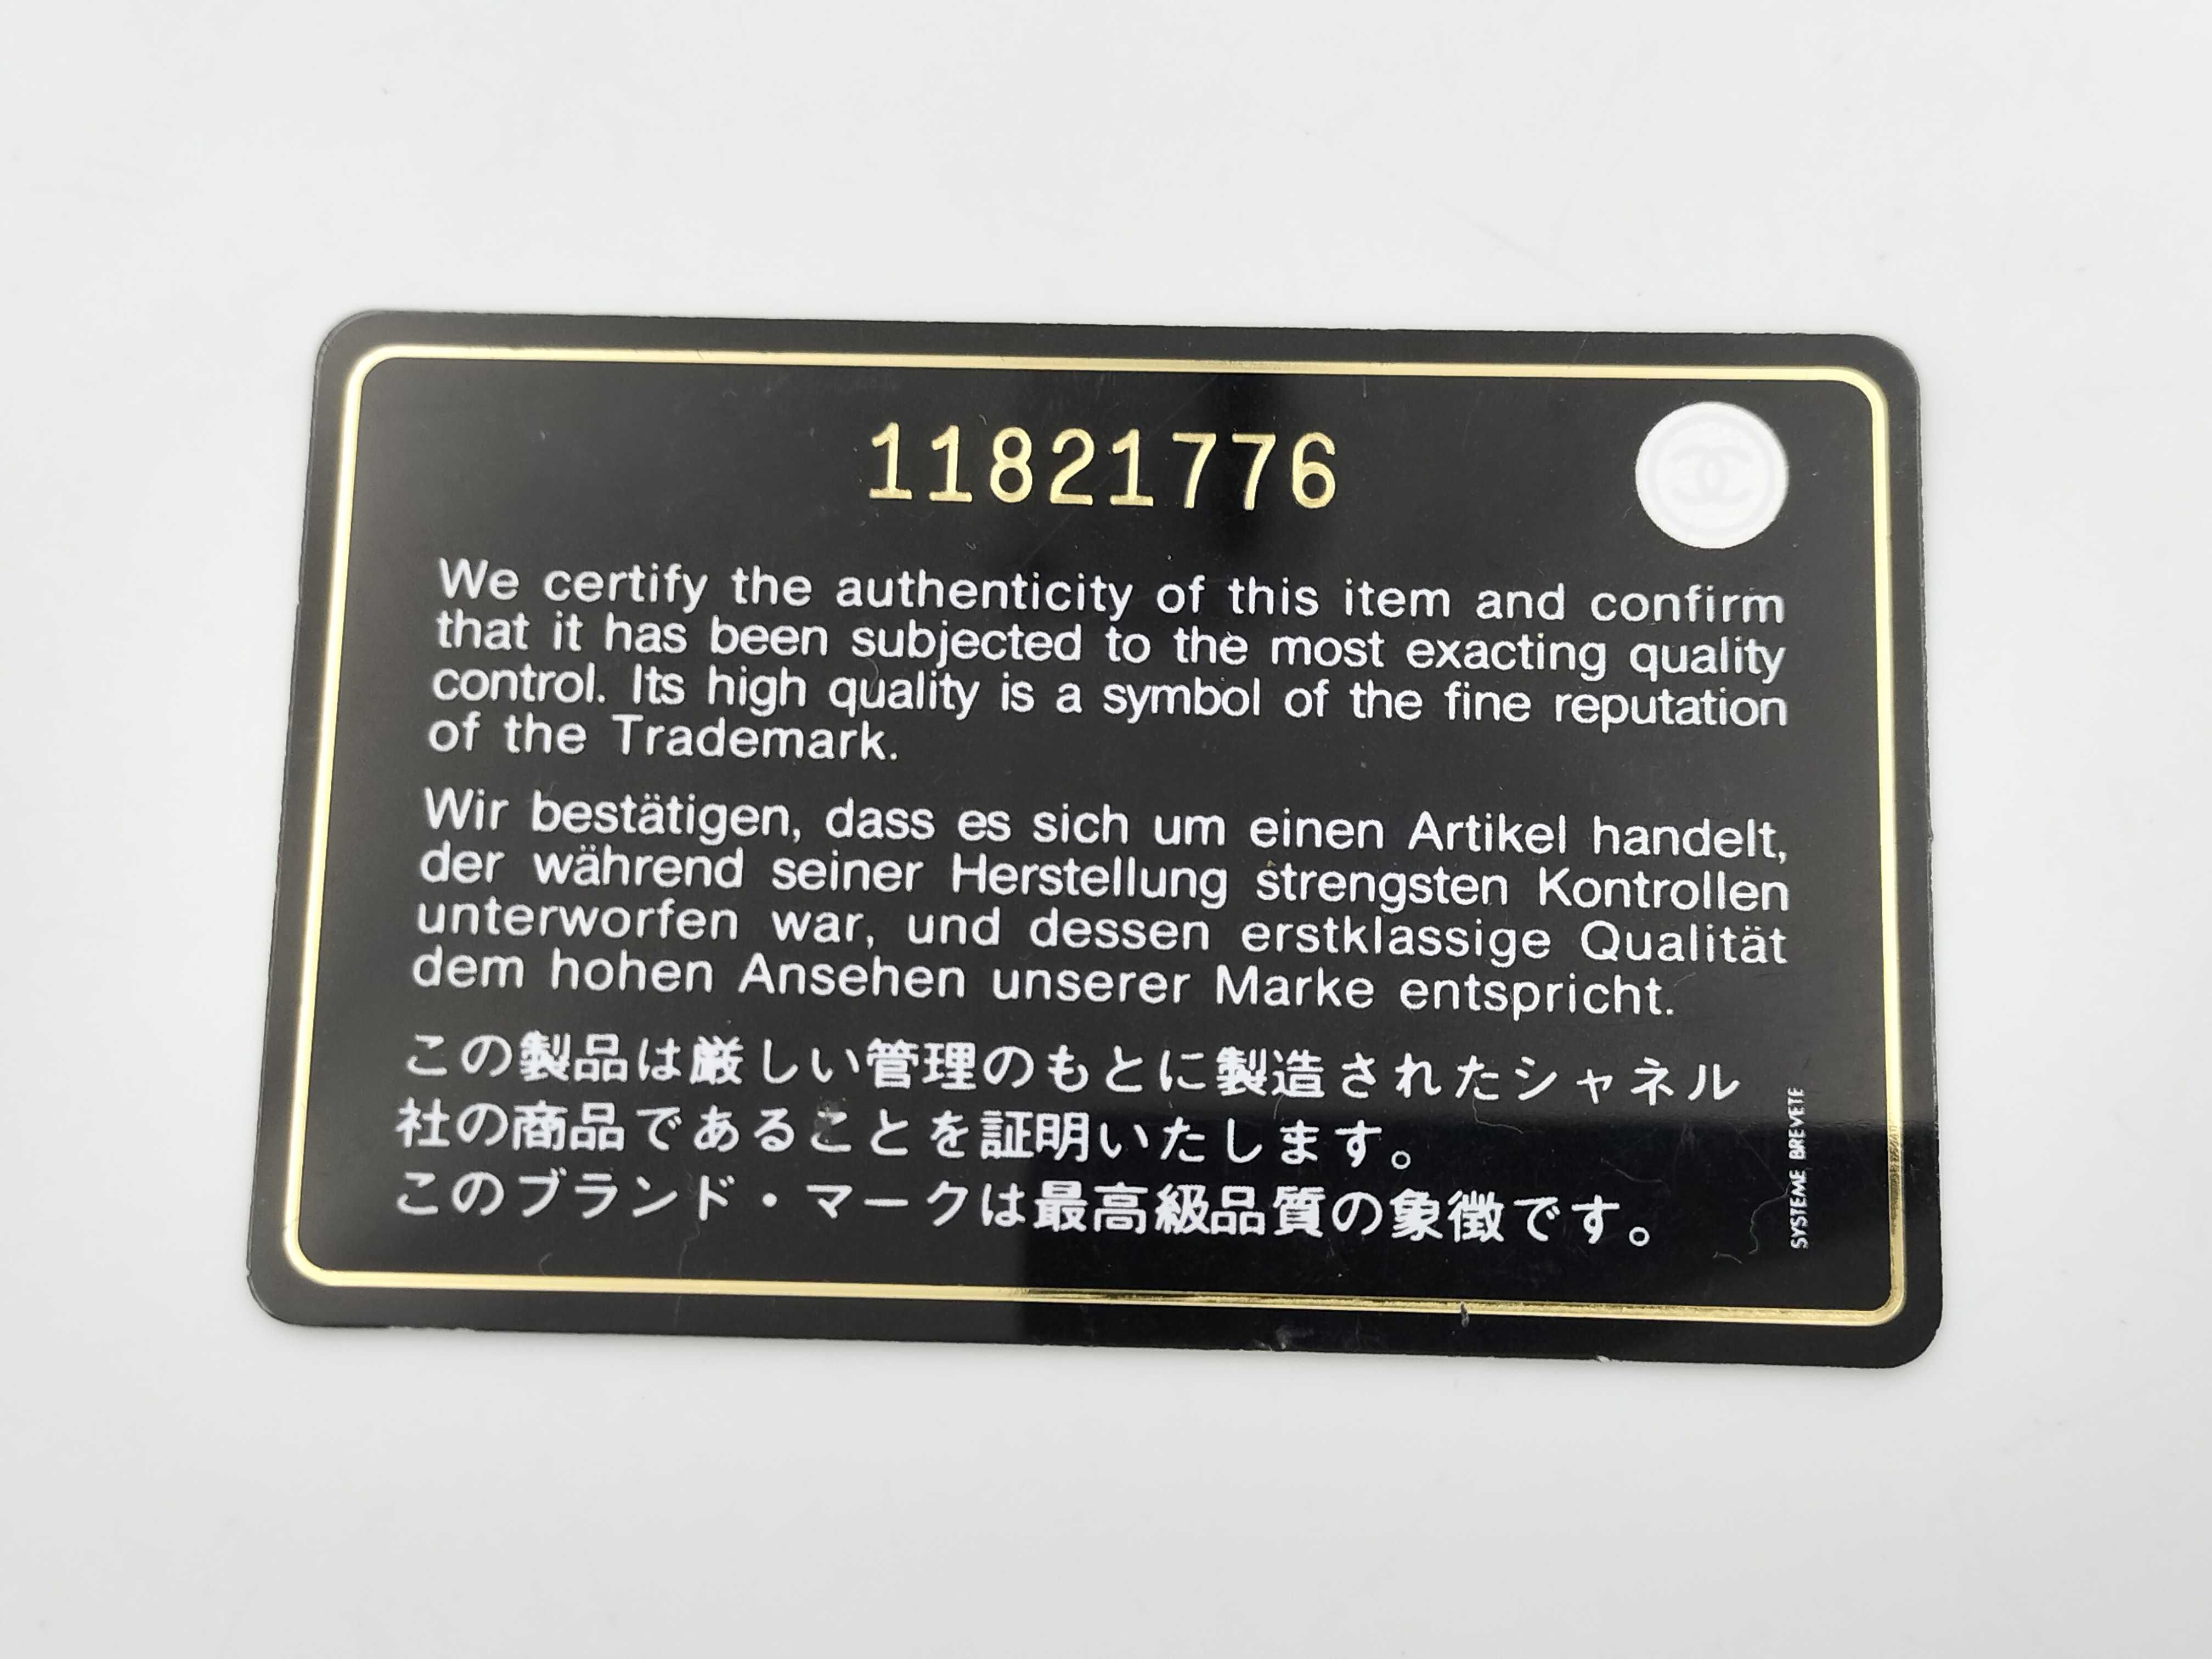 11821776
We certify the authenticity of this item and confirm
that it has been subjected to the most exacting quality
control. Its high quality is a symbol of the fine reputation
of the Trademark.
Wir bestätigen, dass es sich um einen Artikel handelt,
der während seiner Herstellung strengsten Kontrollen
unterworfen war, und dessen erstklassige Qualität
dem hohen Ansehen unserer Marke entspricht.
この製品は厳しい管理のもとに製造されたシャネル
社の商品であることを証明いたします。
このブランド・マークは最高級品質の象徴です。
SYSTEME BREVETE